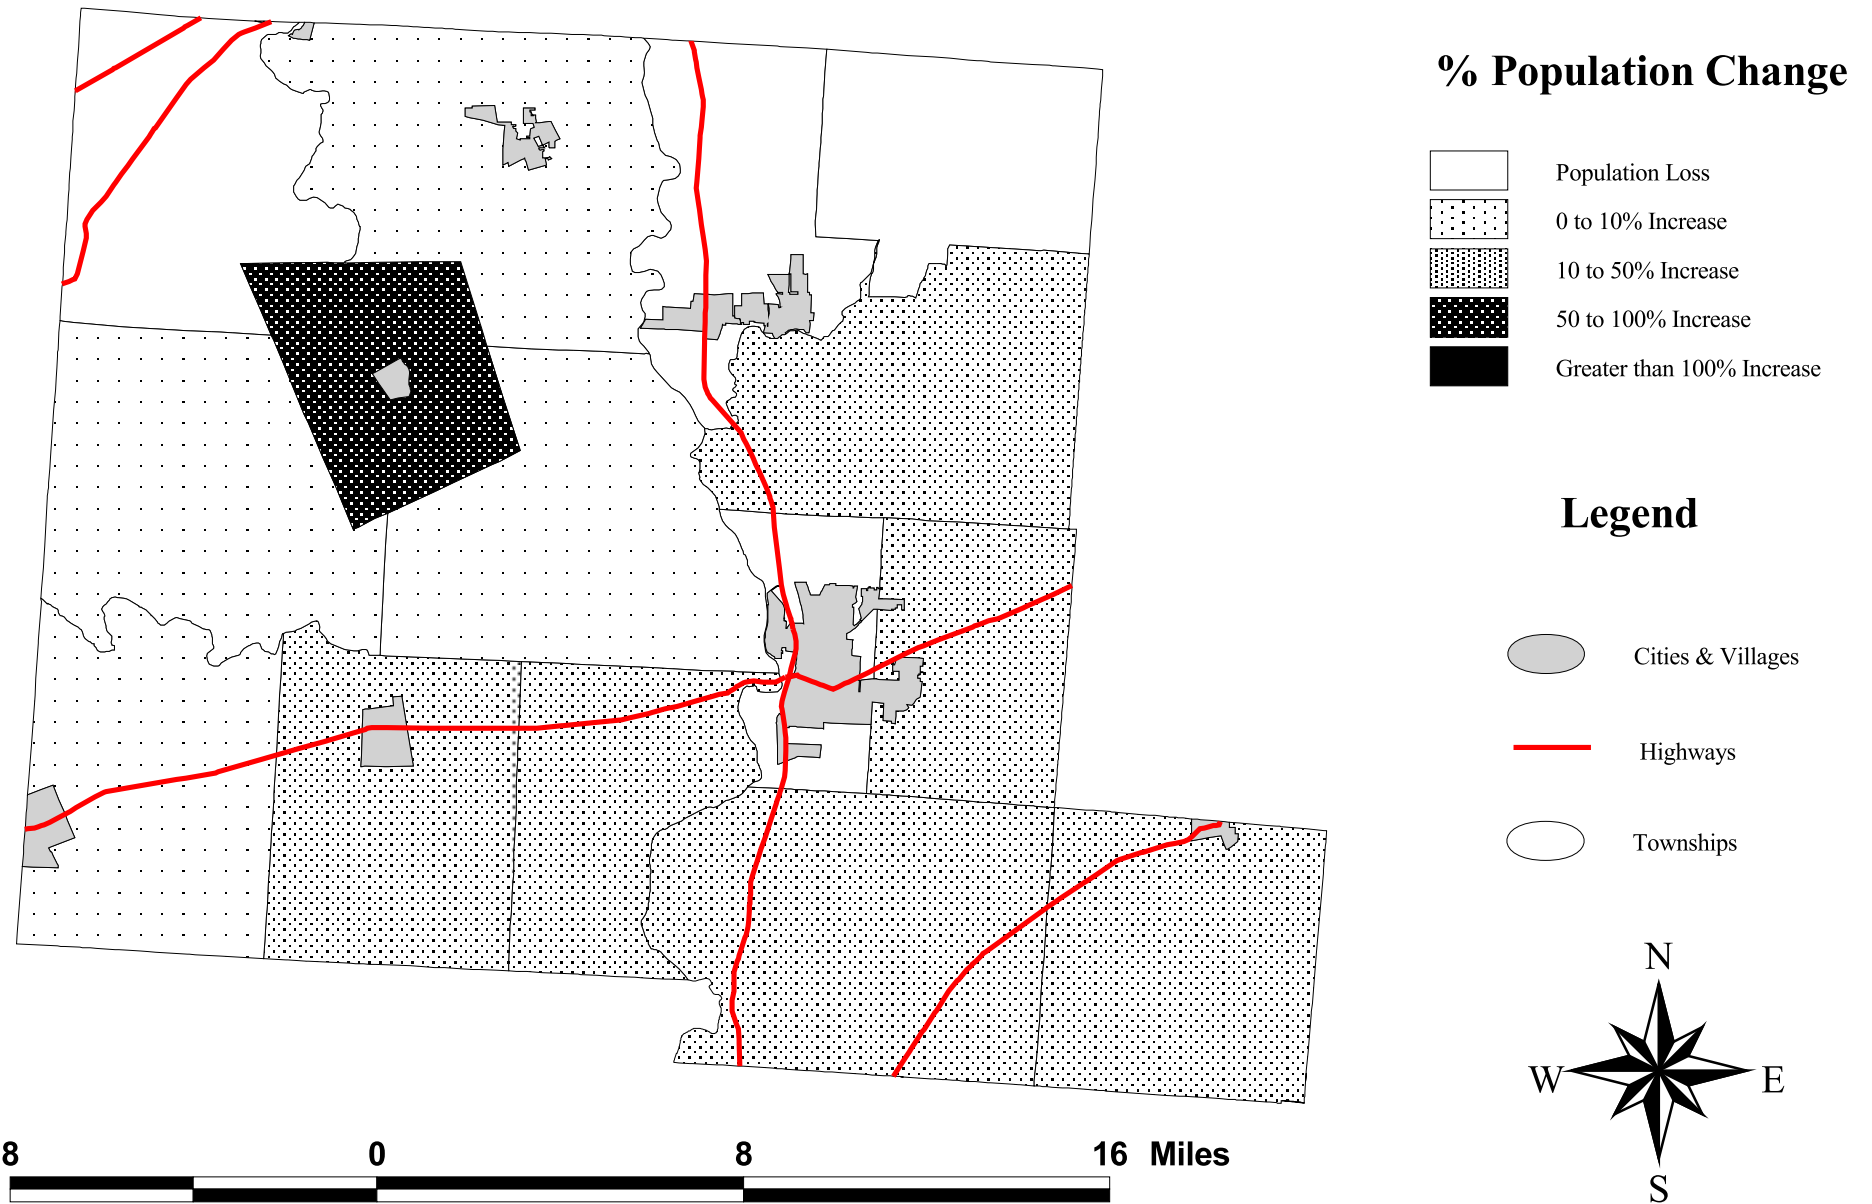 % Population Change
Population Loss
0 to 10% Increase
10 to 50% Increase
50 to 100% Increase
Greater than 100% Increase
Legend
Cities & Villages
Highways
Townships
N
W E
S
8 0 8 16 Miles